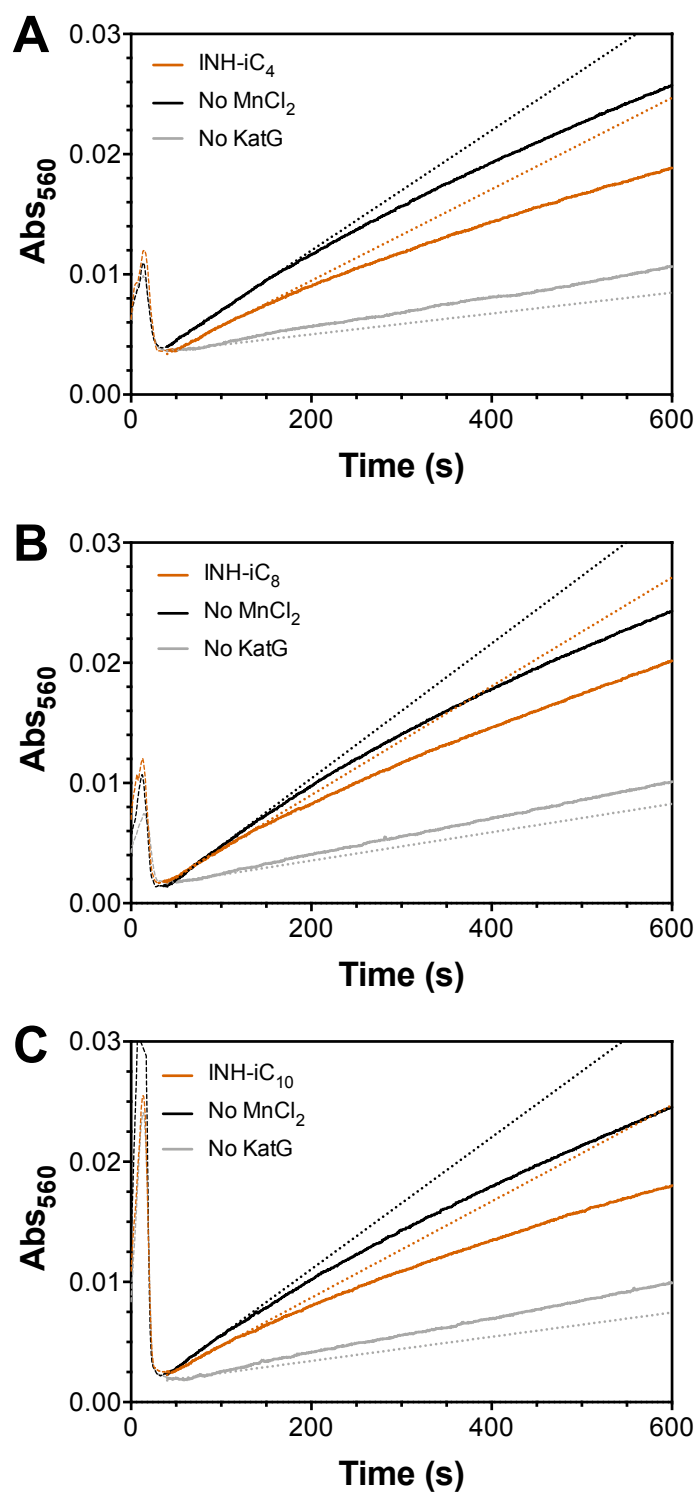 A
0.03
INH-iC₄
No MnCl₂
No KatG
0.02
Abs₅₆₀
0.01
0.00
0 200 400 600
Time (s)
B
0.03
INH-iC₈
No MnCl₂
No KatG
0.02
Abs₅₆₀
0.01
0.00
0 200 400 600
Time (s)
C
0.03
INH-iC₁₀
No MnCl₂
No KatG
0.02
Abs₅₆₀
0.01
0.00
0 200 400 600
Time (s)